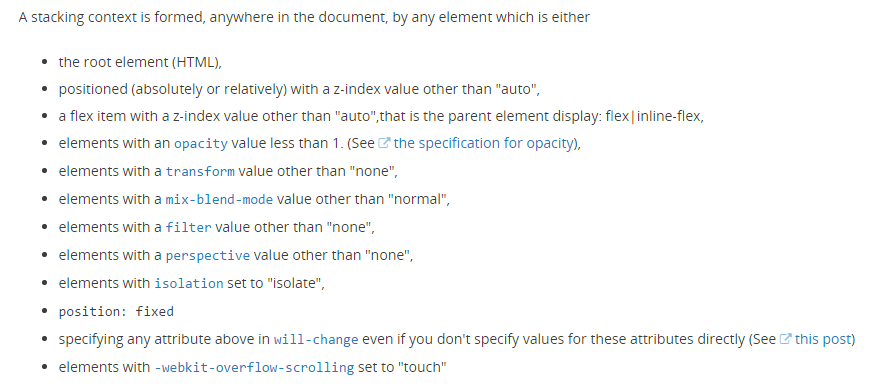 A stacking context is formed, anywhere in the document, by any element which is either
• the root element (HTML),
• positioned (absolutely or relatively) with a z-index value other than "auto",
• a flex item with a z-index value other than "auto",that is the parent element display: flex|inline-flex,
• elements with an opacity value less than 1. (See the specification for opacity),
• elements with a transform value other than "none",
• elements with a mix-blend-mode value other than "normal",
• elements with a filter value other than "none",
• elements with a perspective value other than "none",
• elements with isolation set to "isolate",
• position: fixed
• specifying any attribute above in will-change even if you don't specify values for these attributes directly (See this post)
• elements with -webkit-overflow-scrolling set to "touch"